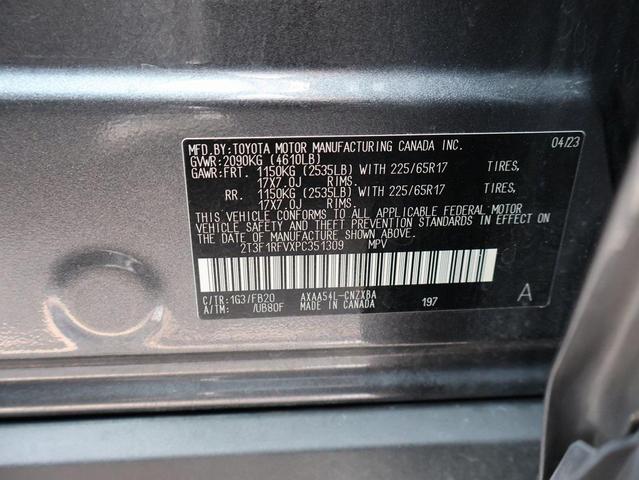 MFD.BY:TOYOTA MOTOR MANUFACTURING CANADA INC. 04/23
GVWR:2090KG (4610LB)
GAWR:FRT. 1150KG (2535LB) WITH 225/65R17 TIRES,
17X7.0J RIMS.
RR. 1150KG (2535LB) WITH 225/65R17 TIRES,
17X7.0J RIMS.
THIS VEHICLE CONFORMS TO ALL APPLICABLE FEDERAL MOTOR
VEHICLE SAFETY AND THEFT PREVENTION STANDARDS IN EFFECT ON
THE DATE OF MANUFACTURE SHOWN ABOVE.
2T3F1RFVXPC351309 MPV
C/TR:1G3/FB20 AXAA54L-CNZXBA A
A/TM: /UB80F MADE IN CANADA 197